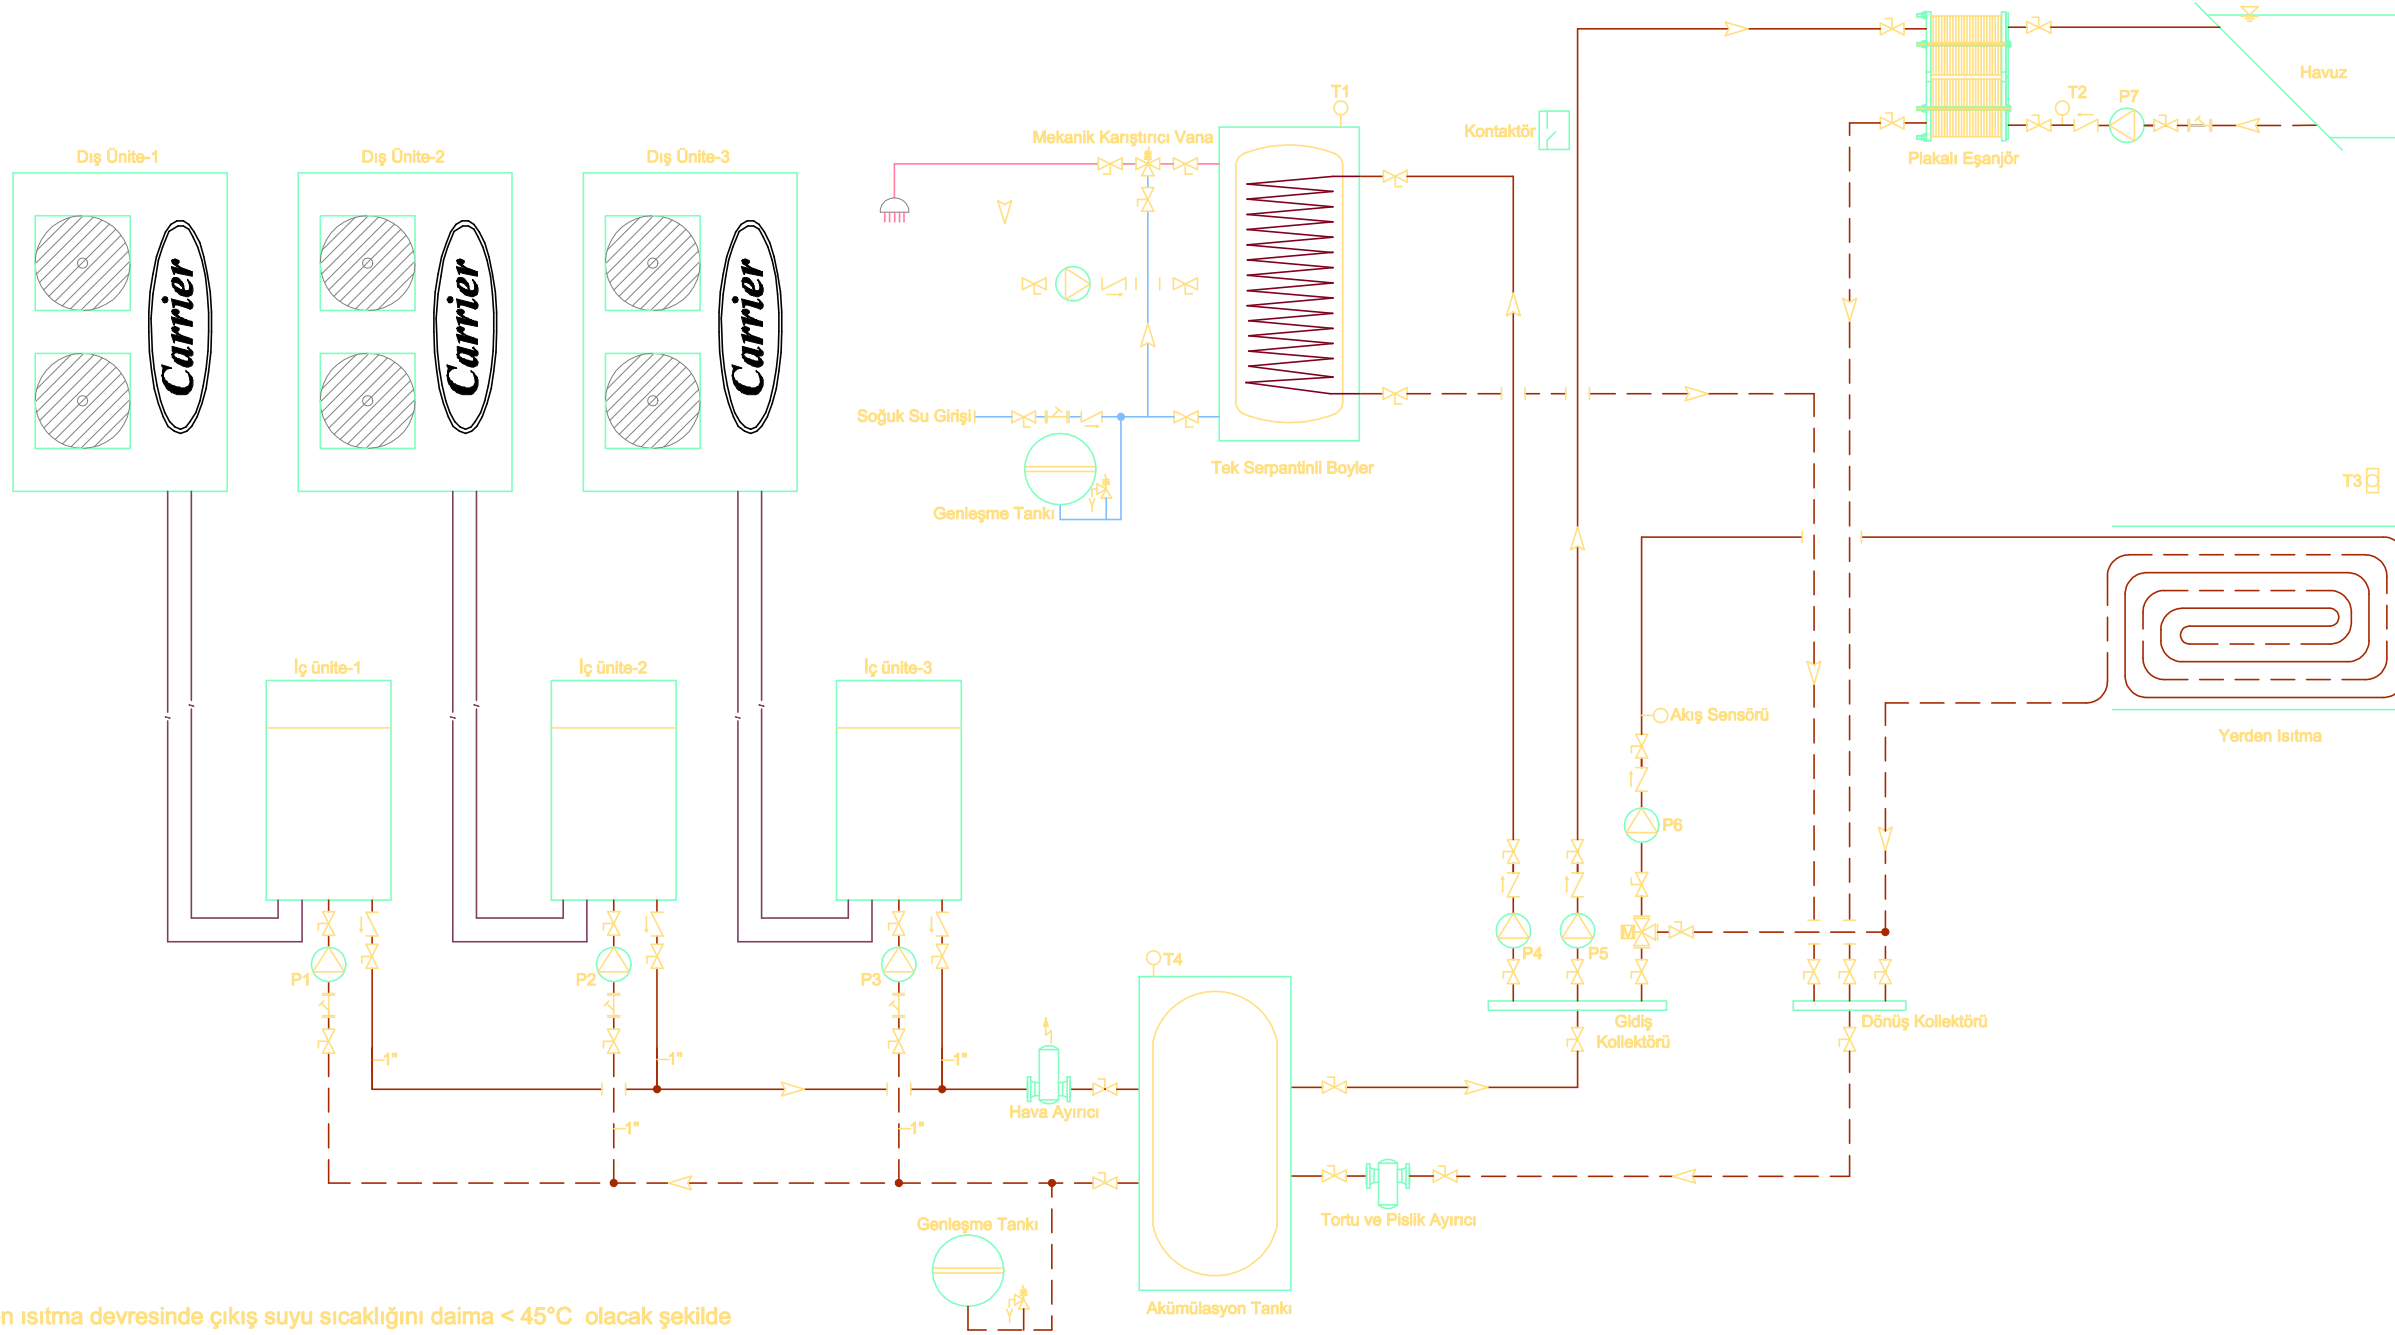 T1
Havuz
T2
P7
Kontaktör
Mekanik Karıştırıcı Vana
Dış Ünite-1
Dış Ünite-2
Dış Ünite-3
Plakalı Eşanjör
Carrier
Carrier
Carrier
Soğuk Su Girişi
Tek Serpantinli Boyler
T3
Genleşme Tankı
İç ünite-1
İç ünite-2
İç ünite-3
Akış Sensörü
Yerden Isıtma
P6
M
P4
P5
T4
P1
P2
P3
Gidiş
Kollektörü
Dönüş Kollektörü
1"
1"
1"
Hava Ayırıcı
1"
1"
Genleşme Tankı
Tortu ve Pislik Ayırıcı
Akümülasyon Tankı
n ısıtma devresinde çıkış suyu sıcaklığını daima < 45°C olacak şekilde